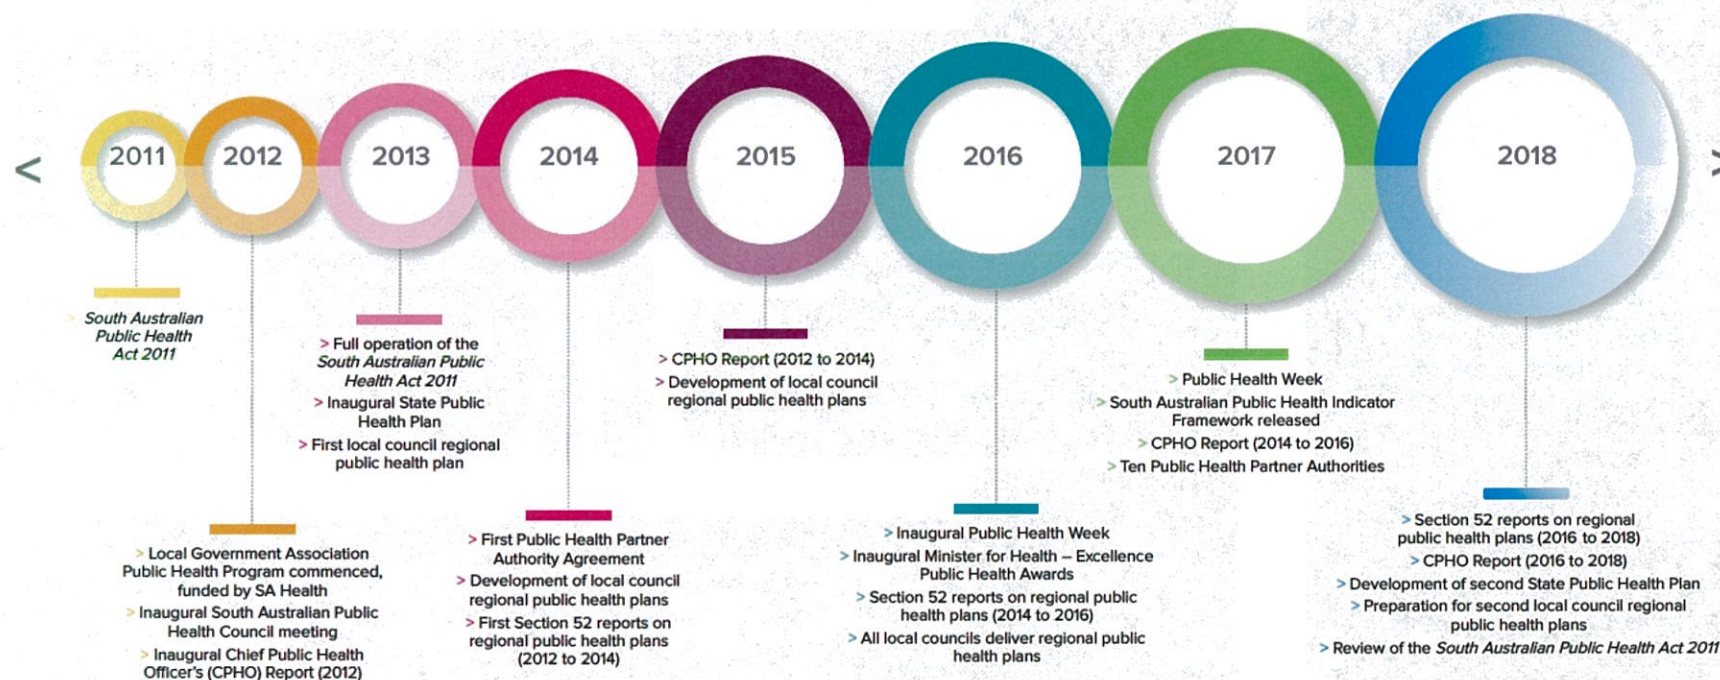 <
2011
2012
2013
2014
2015
2016
2017
2018
>
> South Australian
Public Health
Act 2011
> Local Government Association
Public Health Program commenced,
funded by SA Health
> Inaugural South Australian Public
Health Council meeting
> Inaugural Chief Public Health
Officer's (CPHO) Report (2012)
> Full operation of the
South Australian Public
Health Act 2011
> Inaugural State Public
Health Plan
> First local council regional
public health plan
> First Public Health Partner
Authority Agreement
> Development of local council
regional public health plans
> First Section 52 reports on
regional public health plans
(2012 to 2014)
> CPHO Report (2012 to 2014)
> Development of local council
regional public health plans
> Inaugural Public Health Week
> Inaugural Minister for Health – Excellence
Public Health Awards
> Section 52 reports on regional public
health plans (2014 to 2016)
> All local councils deliver regional public
health plans
> Public Health Week
> South Australian Public Health Indicator
Framework released
> CPHO Report (2014 to 2016)
> Ten Public Health Partner Authorities
> Section 52 reports on regional
public health plans (2016 to 2018)
> CPHO Report (2016 to 2018)
> Development of second State Public Health Plan
> Preparation for second local council regional
public health plans
> Review of the South Australian Public Health Act 2011